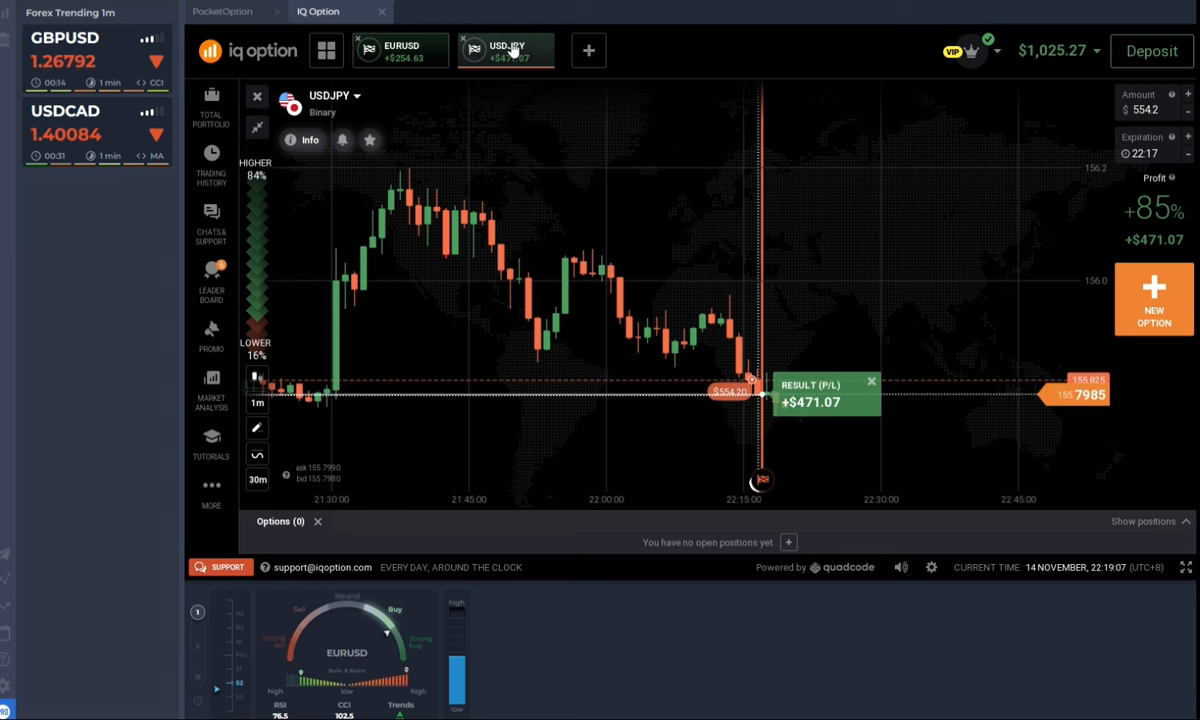 Forex Trending 1m
GBPUSD
1.26792
00:14
1 min
CCI
USDCAD
1.40084
00:31
1 min
MA
PocketOption
IQ Option
iq option
EURUSD
+$254.63
USDJPY
+$471.07
VIP
$1,025.27
Deposit
TOTAL
PORTFOLIO
TRADING
HISTORY
CHATS &
SUPPORT
LEADER
BOARD
PROMO
MARKET
ANALYSIS
TUTORIALS
MORE
USDJPY
Binary
Info
HIGHER
84%
LOWER
16%
1m
30m
ask 155.7990
bid 155.7980
$554.20
RESULT (P/L)
+$471.07
156.2
156.0
155.825
155.7985
21:30:00
21:45:00
22:00:00
22:15:00
22:30:00
22:45:00
Amount
$ 554.2
Expiration
22:17
Profit
+85%
+$471.07
NEW
OPTION
Options (0)
Show positions
You have no open positions yet
SUPPORT
support@iqoption.com
EVERY DAY, AROUND THE CLOCK
Powered by quadcode
CURRENT TIME: 14 NOVEMBER, 22:19:07 (UTC+8)
1
S2
Neutral
Sell
Buy
Strong
sell
Strong
buy
EURUSD
Bulls & Bears
high
low
high
RSI
76.5
CCI
102.5
Trends
high
low
PRO